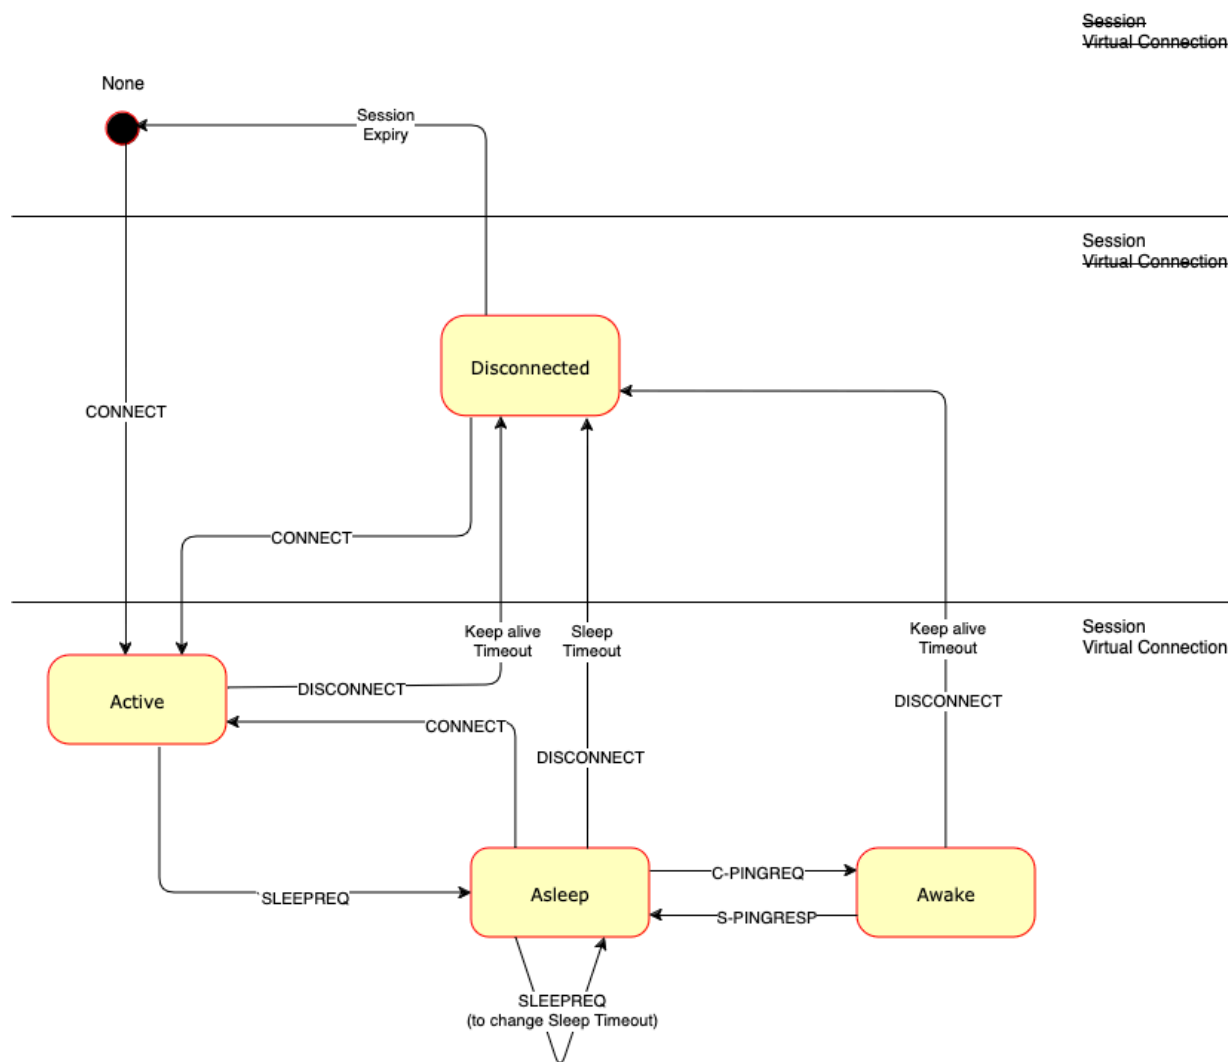 Session
Virtual Connection
None
Session
Expiry
Session
Virtual Connection
Disconnected
CONNECT
CONNECT
Keep alive
Timeout
Sleep
Timeout
Keep alive
Timeout
Session
Virtual Connection
Active
DISCONNECT
DISCONNECT
CONNECT
DISCONNECT
C-PINGREQ
SLEEPREQ
Asleep
Awake
S-PINGRESP
SLEEPREQ
(to change Sleep Timeout)